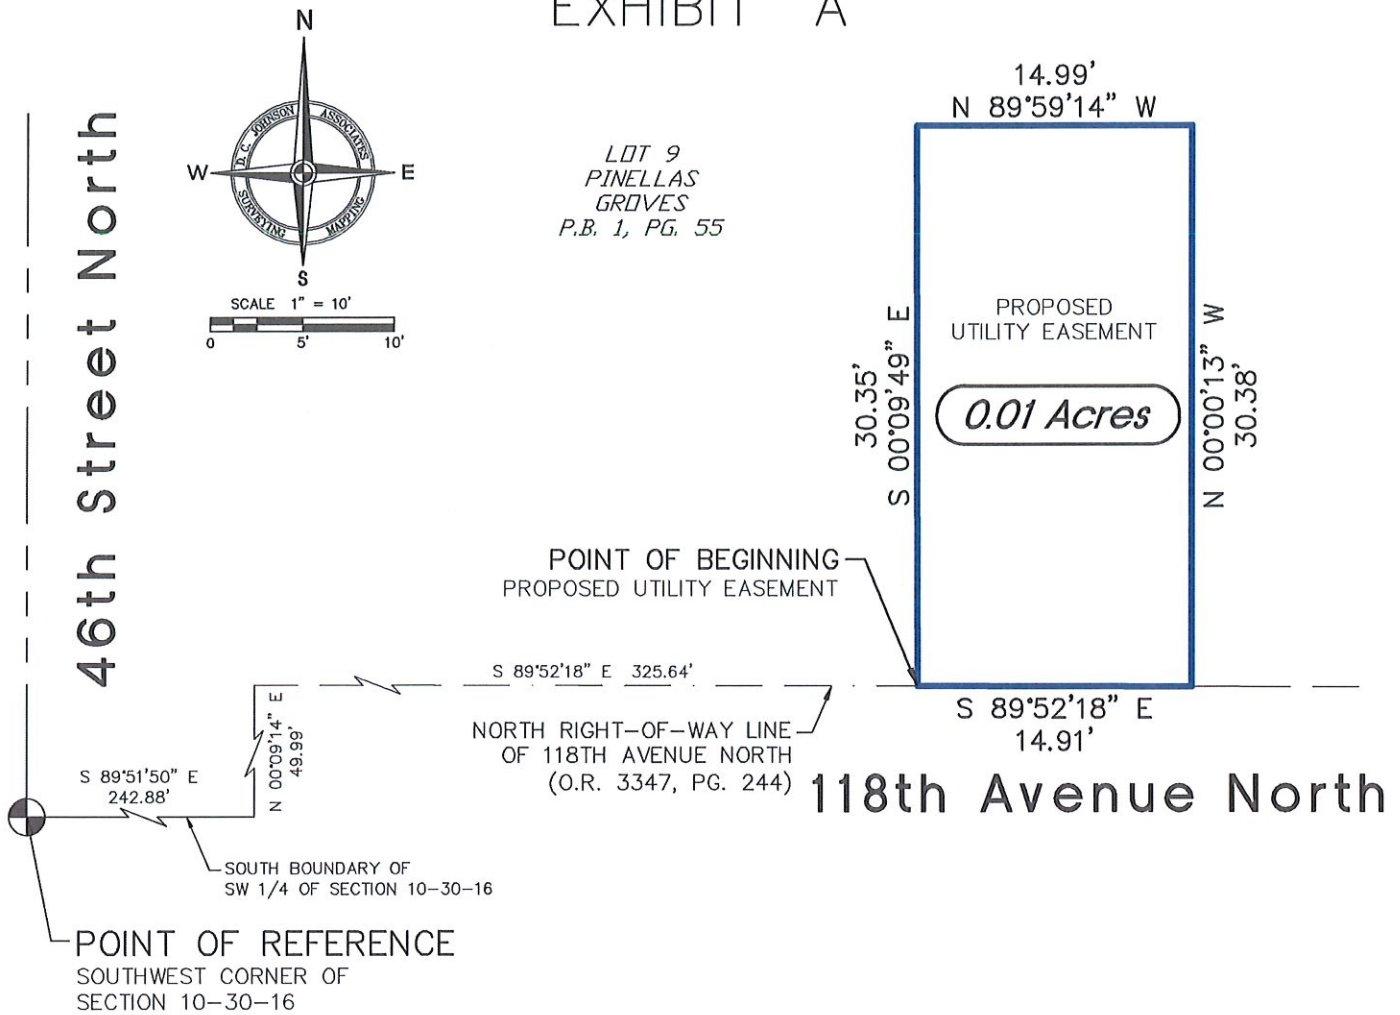 EXHIBIT "A"
N
W
E
S
D. C. JOHNSON
ASSOCIATES
SURVEYING
MAPPING
SCALE 1" = 10'
0 5' 10'
46th Street North
LOT 9
PINELLAS
GROVES
P.B. 1, PG. 55
14.99'
N 89°59'14" W
PROPOSED
UTILITY EASEMENT
0.01 Acres
30.35'
S 00°09'49" E
N 00°00'13" W
30.38'
POINT OF BEGINNING
PROPOSED UTILITY EASEMENT
S 89°52'18" E 325.64'
S 89°52'18" E
14.91'
NORTH RIGHT-OF-WAY LINE
OF 118TH AVENUE NORTH
(O.R. 3347, PG. 244)
118th Avenue North
N 00°09'14" E
49.99'
S 89°51'50" E
242.88'
SOUTH BOUNDARY OF
SW 1/4 OF SECTION 10-30-16
POINT OF REFERENCE
SOUTHWEST CORNER OF
SECTION 10-30-16